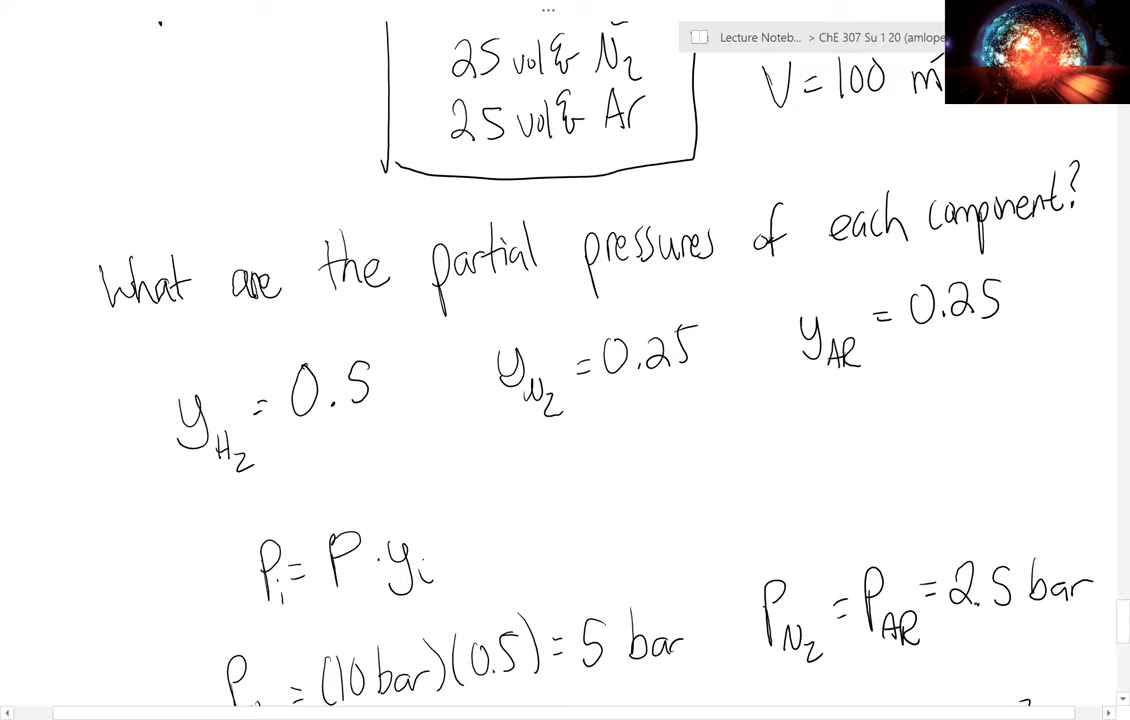 ...
Lecture Noteb... > ChE 307 Su 1 20 (amlope
25 vol% N2
25 vol% Ar
V = 100 m
What are the partial pressures of each component?
yH2 = 0.5 yN2 = 0.25 yAR = 0.25
Pi = P · yi
PN2 = PAR = 2.5 bar
P = (10 bar)(0.5) = 5 bar